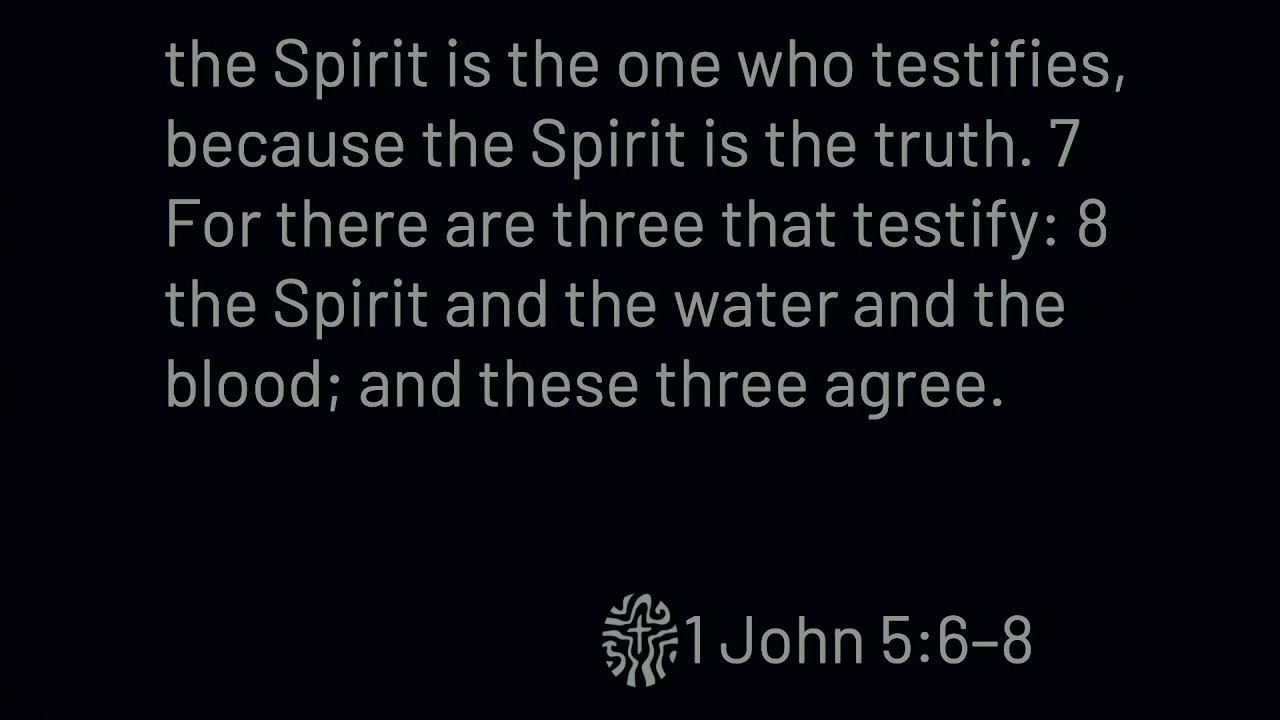 the Spirit is the one who testifies,
because the Spirit is the truth. 7
For there are three that testify: 8
the Spirit and the water and the
blood; and these three agree.
1 John 5:6–8